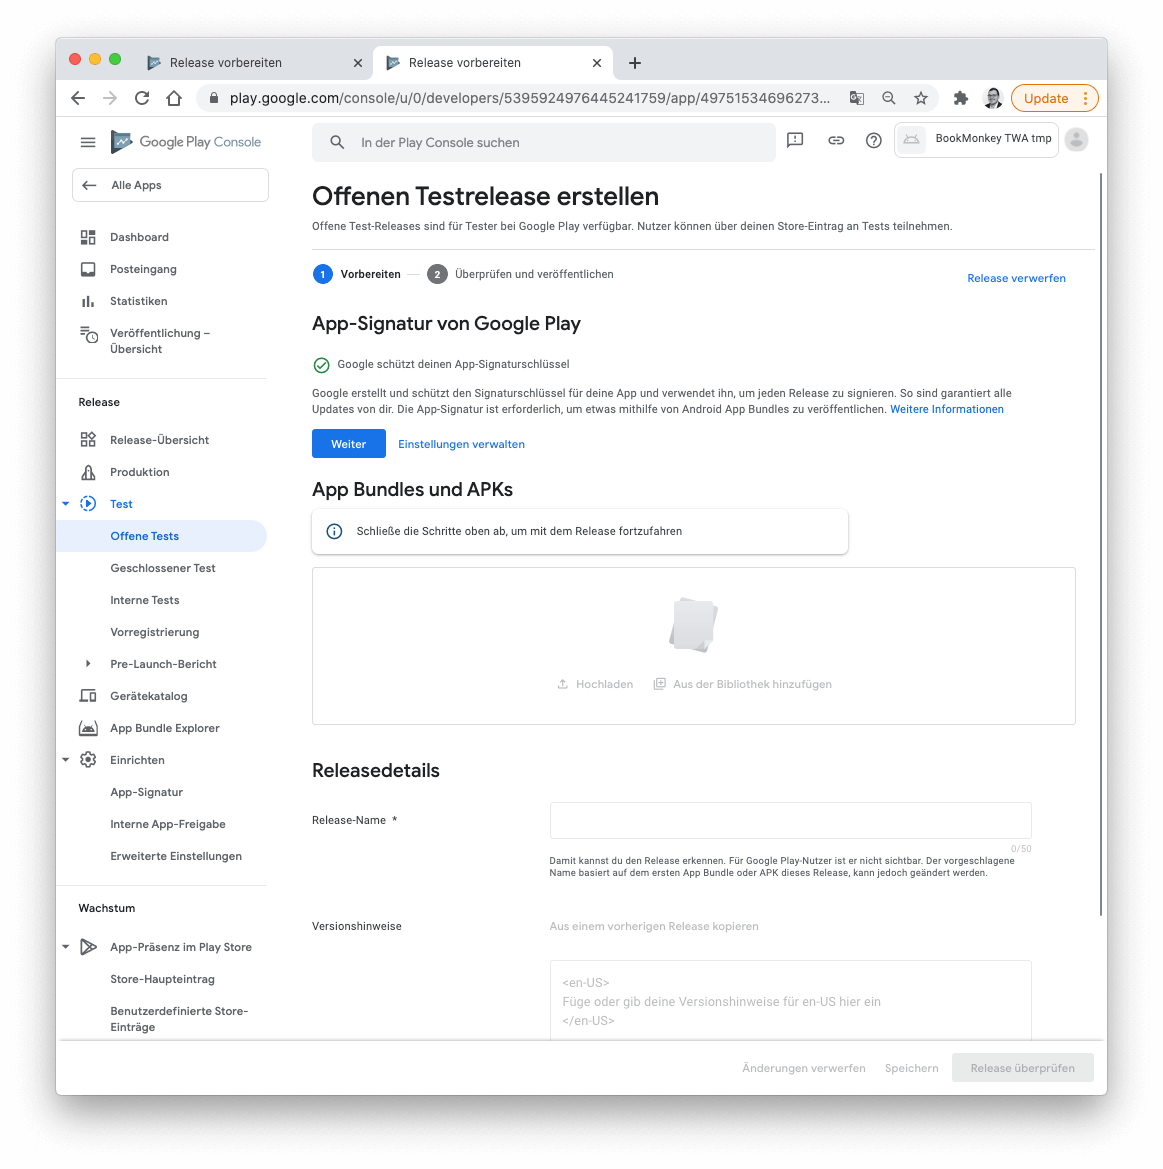 Release vorbereiten
Release vorbereiten
play.google.com/console/u/0/developers/5395924976445241759/app/49751534696273...
Update
Google Play Console
In der Play Console suchen
BookMonkey TWA tmp
Alle Apps
Dashboard
Posteingang
Statistiken
Veröffentlichung –
Übersicht
Release
Release-Übersicht
Produktion
Test
Offene Tests
Geschlossener Test
Interne Tests
Vorregistrierung
Pre-Launch-Bericht
Gerätekatalog
App Bundle Explorer
Einrichten
App-Signatur
Interne App-Freigabe
Erweiterte Einstellungen
Wachstum
App-Präsenz im Play Store
Store-Haupteintrag
Benutzerdefinierte Store-
Einträge
Offenen Testrelease erstellen
Offene Test-Releases sind für Tester bei Google Play verfügbar. Nutzer können über deinen Store-Eintrag an Tests teilnehmen.
1 Vorbereiten 2 Überprüfen und veröffentlichen
Release verwerfen
App-Signatur von Google Play
Google schützt deinen App-Signaturschlüssel
Google erstellt und schützt den Signaturschlüssel für deine App und verwendet ihn, um jeden Release zu signieren. So sind garantiert alle
Updates von dir. Die App-Signatur ist erforderlich, um etwas mithilfe von Android App Bundles zu veröffentlichen. Weitere Informationen
Weiter Einstellungen verwalten
App Bundles und APKs
Schließe die Schritte oben ab, um mit dem Release fortzufahren
Hochladen Aus der Bibliothek hinzufügen
Releasedetails
Release-Name *
0/50
Damit kannst du den Release erkennen. Für Google Play-Nutzer ist er nicht sichtbar. Der vorgeschlagene
Name basiert auf dem ersten App Bundle oder APK dieses Release, kann jedoch geändert werden.
Versionshinweise
Aus einem vorherigen Release kopieren
<en-US>
Füge oder gib deine Versionshinweise für en-US hier ein
</en-US>
Änderungen verwerfen Speichern Release überprüfen